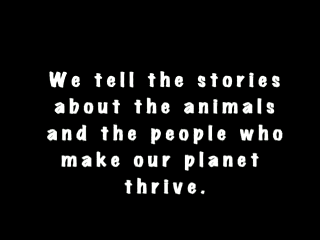 We tell the stories
about the animals
and the people who
make our planet
thrive.